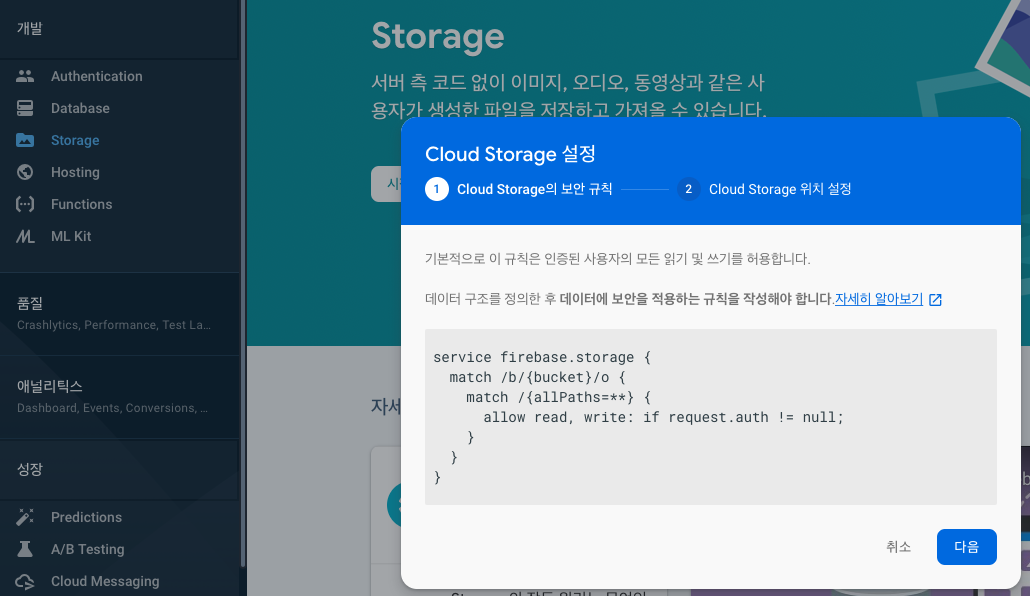 개발
Authentication
Database
Storage
Hosting
Functions
ML Kit
품질
Crashlytics, Performance, Test La...
애널리틱스
Dashboard, Events, Conversions, ...
성장
Predictions
A/B Testing
Cloud Messaging
Storage
서버 측 코드 없이 이미지, 오디오, 동영상과 같은 사
용자가 생성한 파일을 저장하고 가져올 수 있습니다.
Cloud Storage 설정
1 Cloud Storage의 보안 규칙 2 Cloud Storage 위치 설정
기본적으로 이 규칙은 인증된 사용자의 모든 읽기 및 쓰기를 허용합니다.
데이터 구조를 정의한 후 데이터에 보안을 적용하는 규칙을 작성해야 합니다.자세히 알아보기
service firebase.storage {
  match /b/{bucket}/o {
    match /{allPaths=**} {
      allow read, write: if request.auth != null;
    }
  }
}
취소 다음
자세